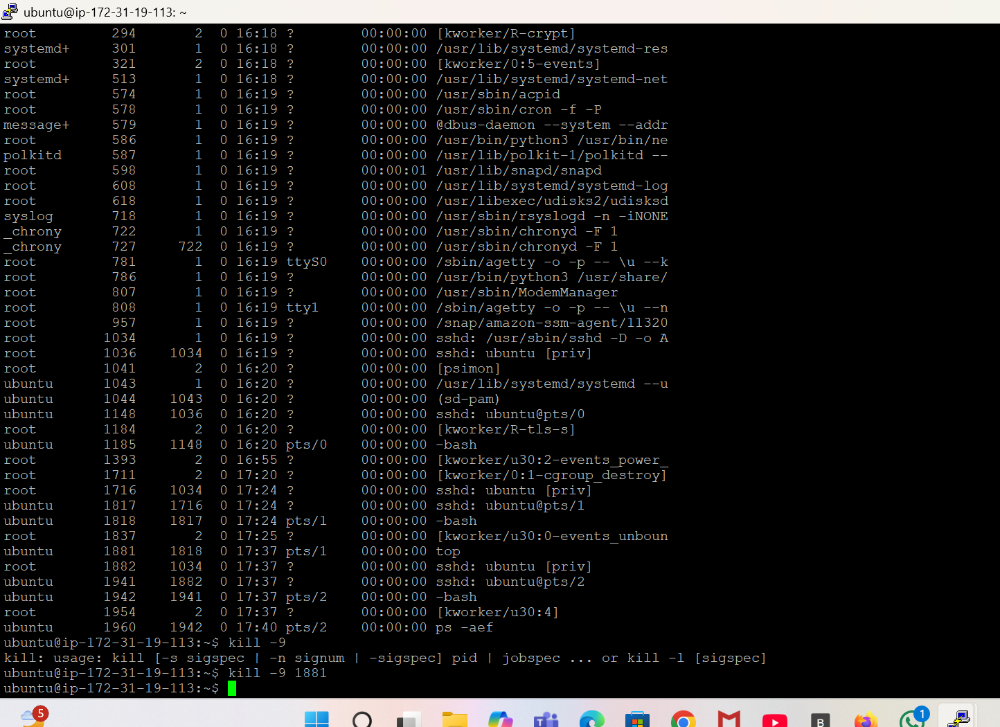 ubuntu@ip-172-31-19-113: ~
root 294 2 0 16:18 ? 00:00:00 [kworker/R-crypt]
systemd+ 301 1 0 16:18 ? 00:00:00 /usr/lib/systemd/systemd-res
root 321 2 0 16:18 ? 00:00:00 [kworker/0:5-events]
systemd+ 513 1 0 16:18 ? 00:00:00 /usr/lib/systemd/systemd-net
root 574 1 0 16:19 ? 00:00:00 /usr/sbin/acpid
root 578 1 0 16:19 ? 00:00:00 /usr/sbin/cron -f -P
message+ 579 1 0 16:19 ? 00:00:00 @dbus-daemon --system --addr
root 586 1 0 16:19 ? 00:00:00 /usr/bin/python3 /usr/bin/ne
polkitd 587 1 0 16:19 ? 00:00:00 /usr/lib/polkit-1/polkitd --
root 598 1 0 16:19 ? 00:00:01 /usr/lib/snapd/snapd
root 608 1 0 16:19 ? 00:00:00 /usr/lib/systemd/systemd-log
root 618 1 0 16:19 ? 00:00:00 /usr/libexec/udisks2/udisksd
syslog 718 1 0 16:19 ? 00:00:00 /usr/sbin/rsyslogd -n -iNONE
_chrony 722 1 0 16:19 ? 00:00:00 /usr/sbin/chronyd -F 1
_chrony 727 722 0 16:19 ? 00:00:00 /usr/sbin/chronyd -F 1
root 781 1 0 16:19 ttyS0 00:00:00 /sbin/agetty -o -p -- \u --k
root 786 1 0 16:19 ? 00:00:00 /usr/bin/python3 /usr/share/
root 807 1 0 16:19 ? 00:00:00 /usr/sbin/ModemManager
root 808 1 0 16:19 tty1 00:00:00 /sbin/agetty -o -p -- \u --n
root 957 1 0 16:19 ? 00:00:00 /snap/amazon-ssm-agent/11320
root 1034 1 0 16:19 ? 00:00:00 sshd: /usr/sbin/sshd -D -o A
root 1036 1034 0 16:19 ? 00:00:00 sshd: ubuntu [priv]
root 1041 2 0 16:20 ? 00:00:00 [psimon]
ubuntu 1043 1 0 16:20 ? 00:00:00 /usr/lib/systemd/systemd --u
ubuntu 1044 1043 0 16:20 ? 00:00:00 (sd-pam)
ubuntu 1148 1036 0 16:20 ? 00:00:00 sshd: ubuntu@pts/0
root 1184 2 0 16:20 ? 00:00:00 [kworker/R-tls-s]
ubuntu 1185 1148 0 16:20 pts/0 00:00:00 -bash
root 1393 2 0 16:55 ? 00:00:00 [kworker/u30:2-events_power_
root 1711 2 0 17:20 ? 00:00:00 [kworker/0:1-cgroup_destroy]
root 1716 1034 0 17:24 ? 00:00:00 sshd: ubuntu [priv]
ubuntu 1817 1716 0 17:24 ? 00:00:00 sshd: ubuntu@pts/1
ubuntu 1818 1817 0 17:24 pts/1 00:00:00 -bash
root 1837 2 0 17:25 ? 00:00:00 [kworker/u30:0-events_unboun
ubuntu 1881 1818 0 17:37 pts/1 00:00:00 top
root 1882 1034 0 17:37 ? 00:00:00 sshd: ubuntu [priv]
ubuntu 1941 1882 0 17:37 ? 00:00:00 sshd: ubuntu@pts/2
ubuntu 1942 1941 0 17:37 pts/2 00:00:00 -bash
root 1954 2 0 17:37 ? 00:00:00 [kworker/u30:4]
ubuntu 1960 1942 0 17:40 pts/2 00:00:00 ps -aef
ubuntu@ip-172-31-19-113:~$ kill -9
kill: usage: kill [-s sigspec | -n signum | -sigspec] pid | jobspec ... or kill -l [sigspec]
ubuntu@ip-172-31-19-113:~$ kill -9 1881
ubuntu@ip-172-31-19-113:~$
5 B 1